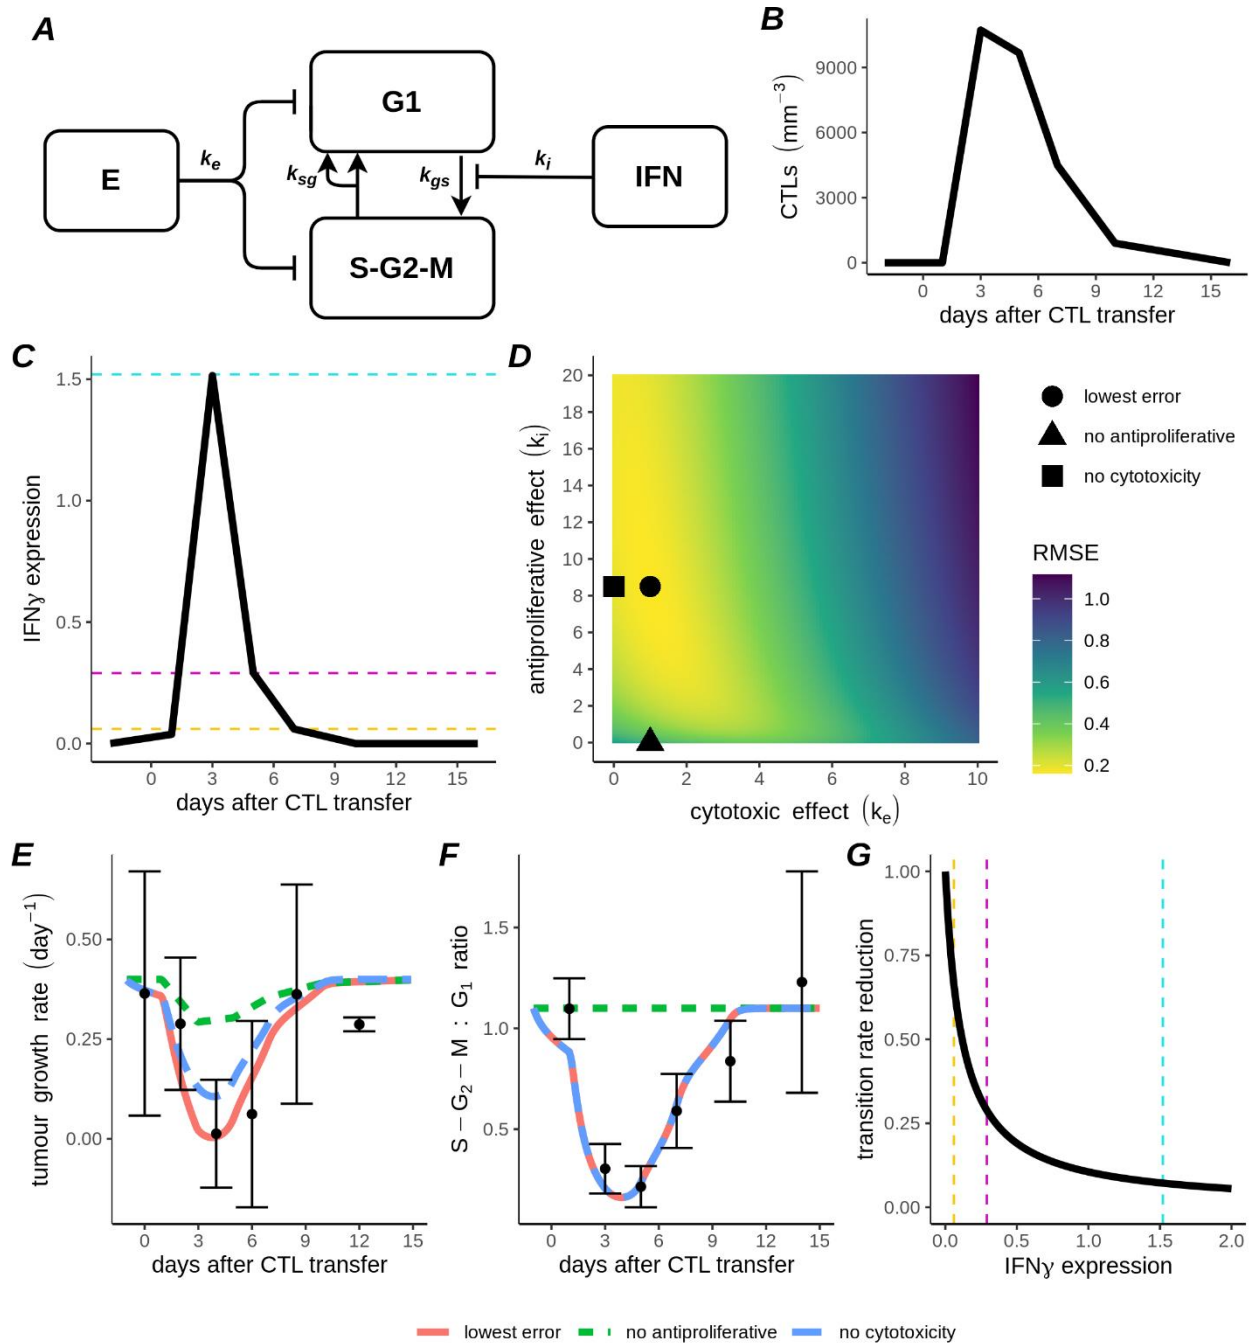 A
E
kₑ
G1
k_sg
k_gs
S-G2-M
kᵢ
IFN
B
CTLs (mm⁻³)
9000
6000
3000
0
0 3 6 9 12 15
days after CTL transfer
C
IFNγ expression
1.5
1.0
0.5
0.0
0 3 6 9 12 15
days after CTL transfer
D
antiproliferative effect (kᵢ)
20
18
16
14
12
10
8
6
4
2
0
0 2 4 6 8 10
cytotoxic effect (kₑ)
lowest error
no antiproliferative
no cytotoxicity
RMSE
1.0
0.8
0.6
0.4
0.2
E
tumour growth rate (day⁻¹)
0.50
0.25
0.00
0 3 6 9 12 15
days after CTL transfer
F
S − G₂ − M : G₁ ratio
1.5
1.0
0.5
0 3 6 9 12 15
days after CTL transfer
G
transition rate reduction
1.00
0.75
0.50
0.25
0.00
0.0 0.5 1.0 1.5 2.0
IFNγ expression
lowest error no antiproliferative no cytotoxicity